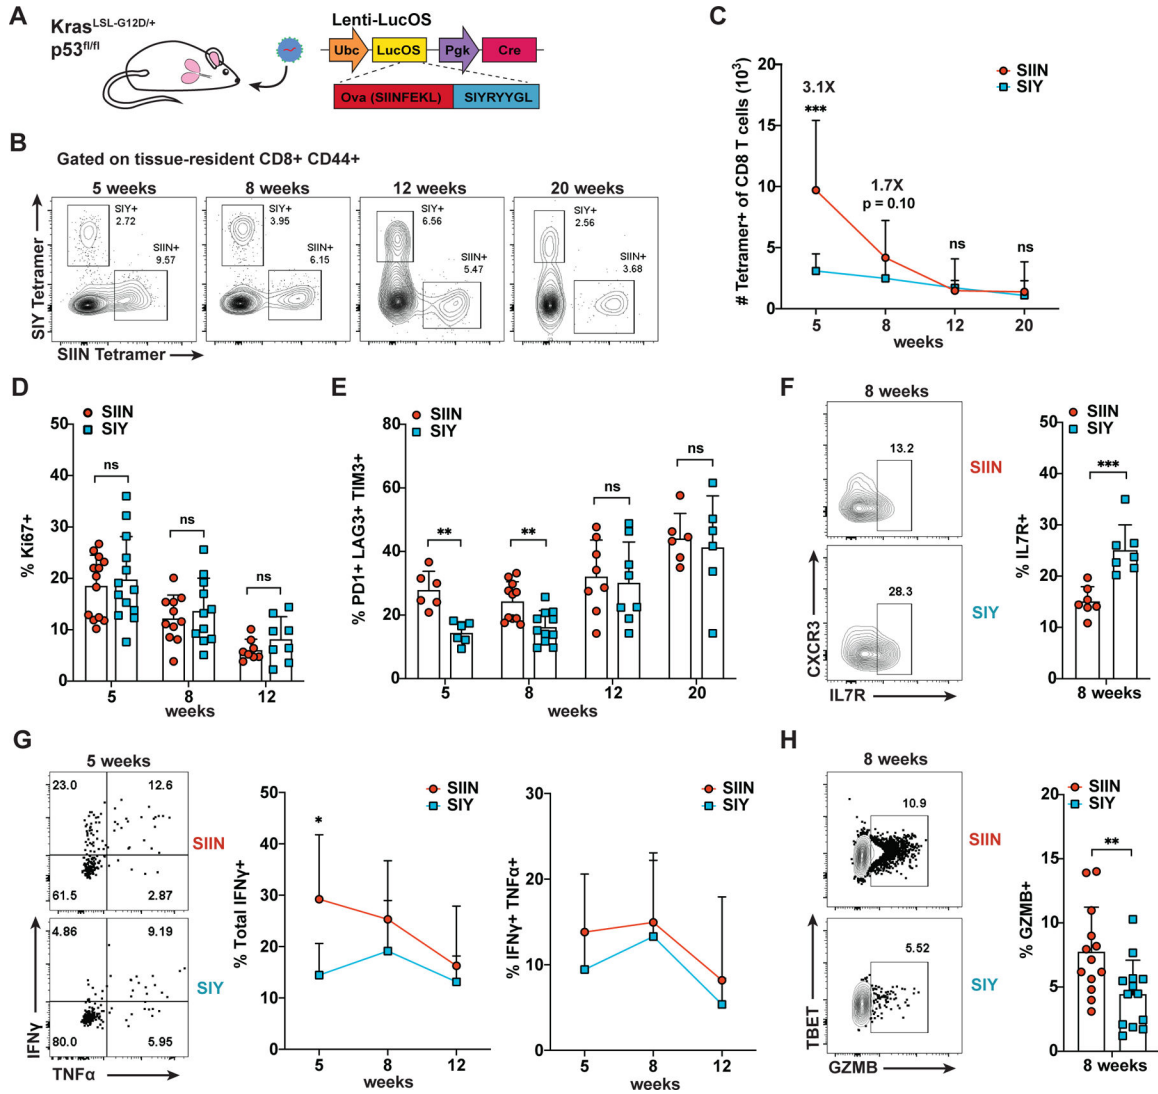 A
Kras^LSL-G12D/+
p53^fl/fl
Lenti-LucOS
Ubc LucOS Pgk Cre
Ova (SIINFEKL) SIYRYYGL
B
Gated on tissue-resident CD8+ CD44+
5 weeks 8 weeks 12 weeks 20 weeks
SIY+
2.72
SIIN+
9.57
SIY+
3.95
SIIN+
6.15
SIY+
6.56
SIIN+
5.47
SIY+
2.56
SIIN+
3.68
SIY Tetramer
SIIN Tetramer
C
# Tetramer+ of CD8 T cells (10³)
20
15
10
5
0
3.1X
***
1.7X
p = 0.10
ns
ns
SIIN
SIY
5 8 12 20
weeks
D
% Ki67+
SIIN
SIY
50
40
30
20
10
0
ns
ns
ns
5 8 12
weeks
E
% PD1+ LAG3+ TIM3+
SIIN
SIY
80
60
40
20
0
**
**
ns
ns
5 8 12 20
weeks
F
8 weeks
13.2
SIIN
28.3
SIY
CXCR3
IL7R
% IL7R+
SIIN
SIY
50
40
30
20
10
0
***
8 weeks
G
5 weeks
23.0 12.6
61.5 2.87
SIIN
4.86 9.19
80.0 5.95
SIY
IFNγ
TNFα
% Total IFNγ+
50
40
30
20
10
0
*
SIIN
SIY
5 8 12
weeks
% IFNγ+ TNFα+
30
20
10
0
SIIN
SIY
5 8 12
weeks
H
8 weeks
10.9
SIIN
5.52
SIY
TBET
GZMB
% GZMB+
SIIN
SIY
20
15
10
5
0
**
8 weeks